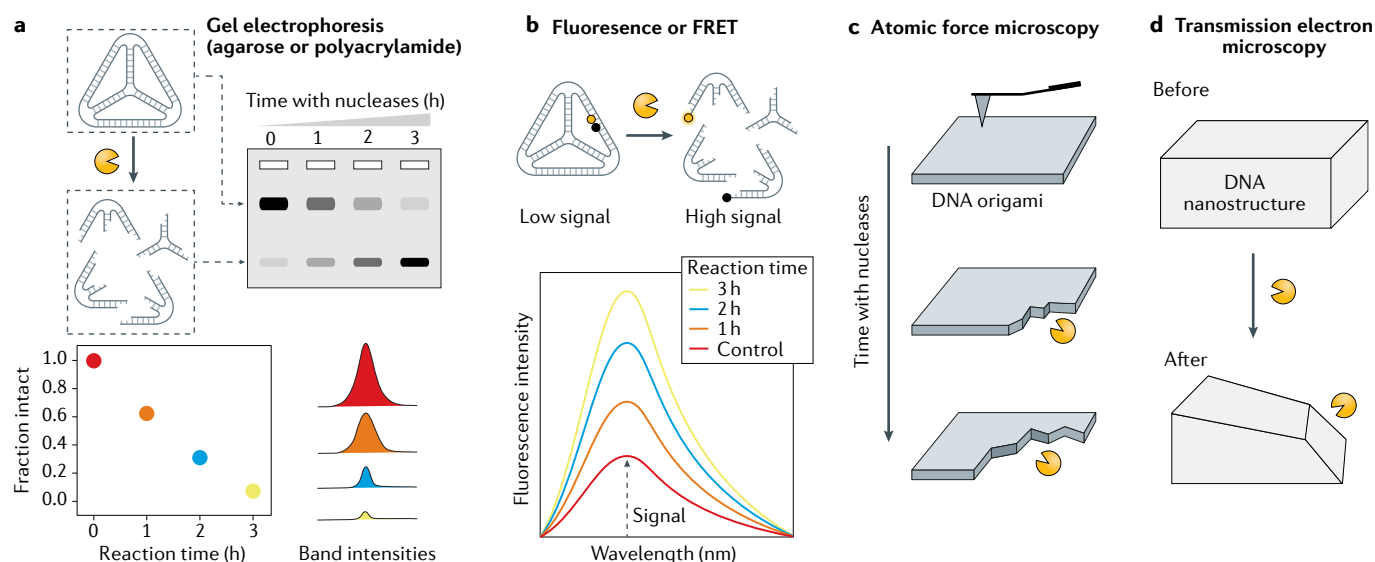 a
Gel electophoresis
(agarose or polyacrylamide)
Time with nucleases (h)
0 1 2 3
1.0
0.8
0.6
0.4
0.2
0.0
Fraction intact
0 1 2 3
Reaction time (h)
Band intensities
b Fluoresence or FRET
Low signal
High signal
Reaction time
3 h
2 h
1 h
Control
Fluorescence intensity
Signal
Wavelength (nm)
c Atomic force microscopy
DNA origami
Time with nucleases
d Transmission electron
microscopy
Before
DNA
nanostructure
After